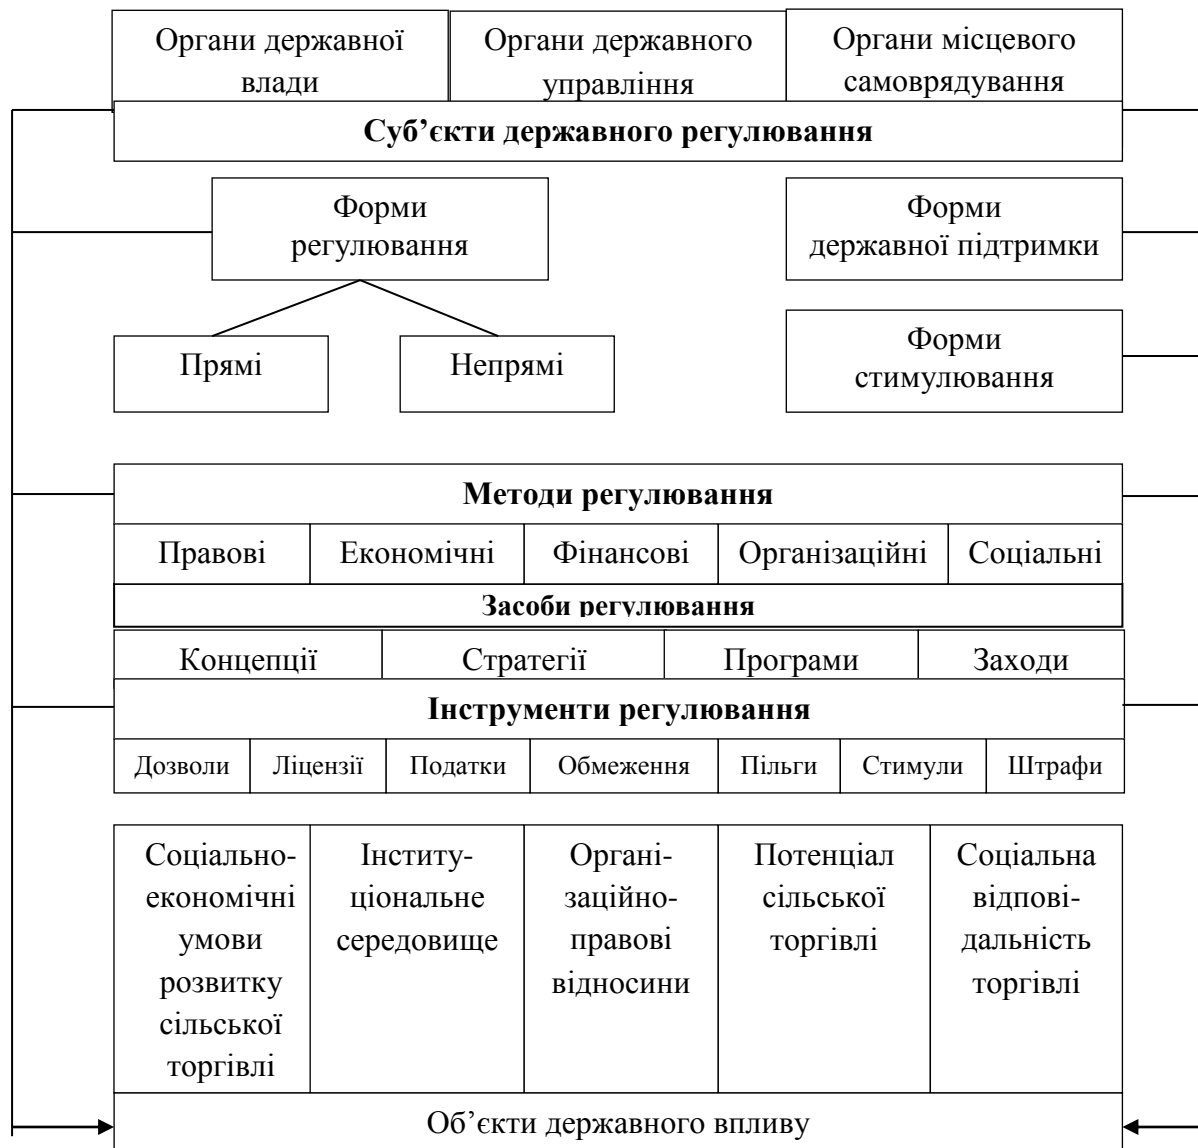 Органи державної
влади
Органи державного
управління
Органи місцевого
самоврядування
Суб’єкти державного регулювання
Форми
регулювання
Форми
державної підтримки
Прямі
Непрямі
Форми
стимулювання
Методи регулювання
Правові
Економічні
Фінансові
Організаційні
Соціальні
Засоби регулювання
Концепції
Стратегії
Програми
Заходи
Інструменти регулювання
Дозволи
Ліцензії
Податки
Обмеження
Пільги
Стимули
Штрафи
Соціально-
економічні
умови
розвитку
сільської
торгівлі
Інститу-
ціональне
середовище
Органі-
заційно-
правові
відносини
Потенціал
сільської
торгівлі
Соціальна
відпові-
дальність
торгівлі
Об’єкти державного впливу